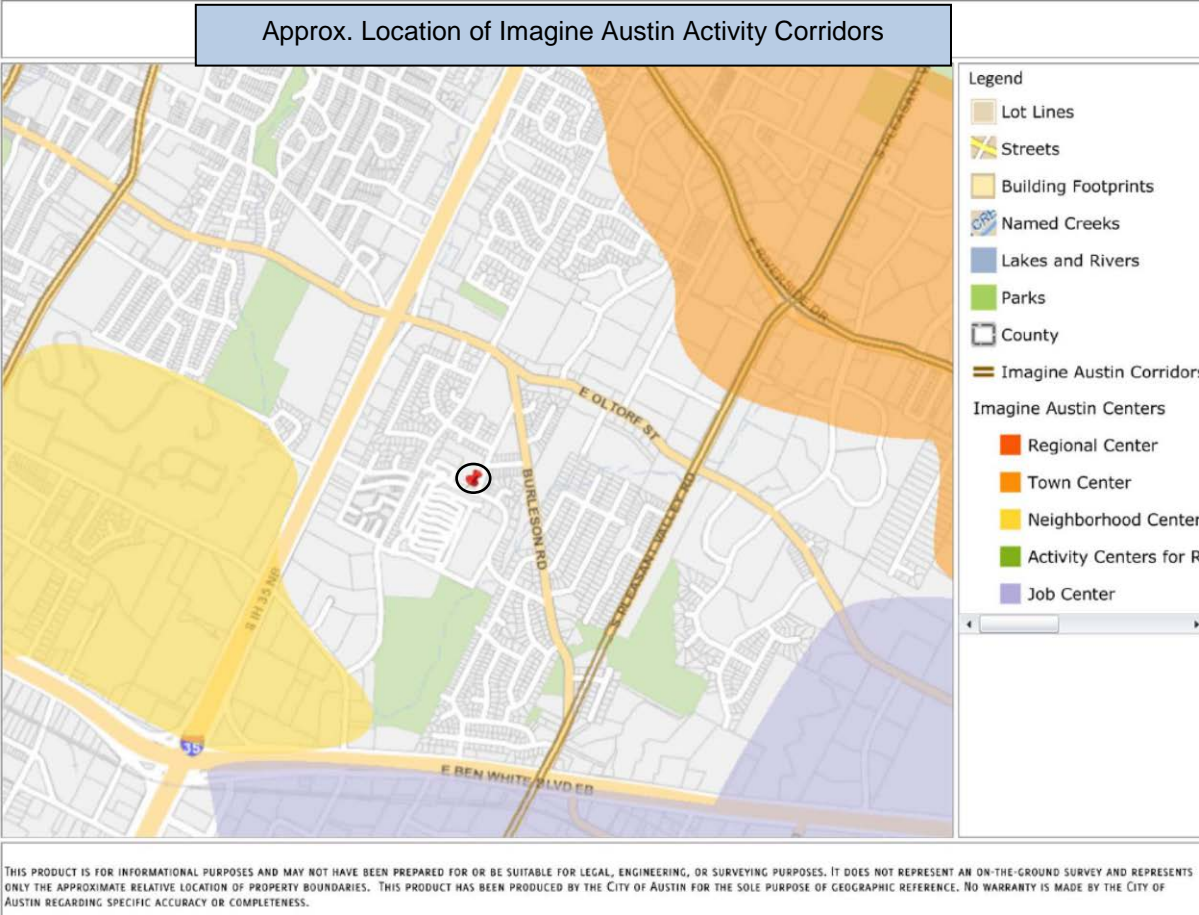 Approx. Location of Imagine Austin Activity Corridors
Legend
Lot Lines
Streets
Building Footprints
CRE
Named Creeks
Lakes and Rivers
Parks
County
Imagine Austin Corridors
Imagine Austin Centers
Regional Center
Town Center
Neighborhood Center
Activity Centers for R
Job Center
S PLEASANT
E RIVERSIDE DR
E OLTORF ST
BURLESON RD
S PLEASANT VALLEY RD
S IH 35 NB
35
E BEN WHITE BLVD EB
THIS PRODUCT IS FOR INFORMATIONAL PURPOSES AND MAY NOT HAVE BEEN PREPARED FOR OR BE SUITABLE FOR LEGAL, ENGINEERING, OR SURVEYING PURPOSES. IT DOES NOT REPRESENT AN ON-THE-GROUND SURVEY AND REPRESENTS
ONLY THE APPROXIMATE RELATIVE LOCATION OF PROPERTY BOUNDARIES. THIS PRODUCT HAS BEEN PRODUCED BY THE CITY OF AUSTIN FOR THE SOLE PURPOSE OF GEOGRAPHIC REFERENCE. NO WARRANTY IS MADE BY THE CITY OF
AUSTIN REGARDING SPECIFIC ACCURACY OR COMPLETENESS.